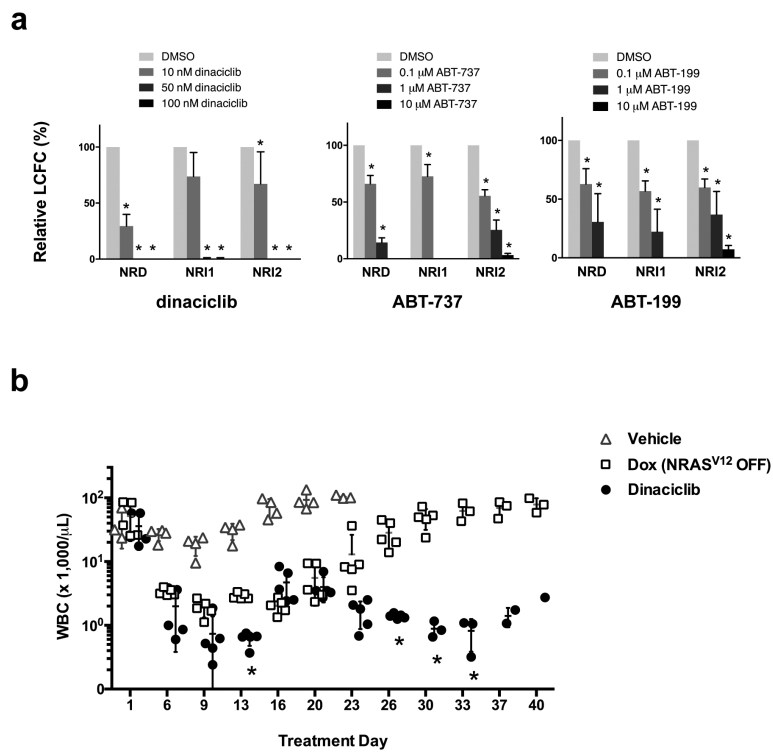 a
DMSO
10 nM dinaciclib
50 nM dinaciclib
100 nM dinaciclib
DMSO
0.1 μM ABT-737
1 μM ABT-737
10 μM ABT-737
DMSO
0.1 μM ABT-199
1 μM ABT-199
10 μM ABT-199
Relative LCFC (%)
100
50
0
* * * * * * * *
NRD NRI1 NRI2
dinaciclib
100
50
0
* * * * * *
NRD NRI1 NRI2
ABT-737
100
50
0
* * * * * * *
NRD NRI1 NRI2
ABT-199
b
Vehicle
Dox (NRASV12 OFF)
Dinaciclib
WBC (x 1,000/μL)
10²
10¹
10⁰
0
* * * *
1 6 9 13 16 20 23 26 30 33 37 40
Treatment Day